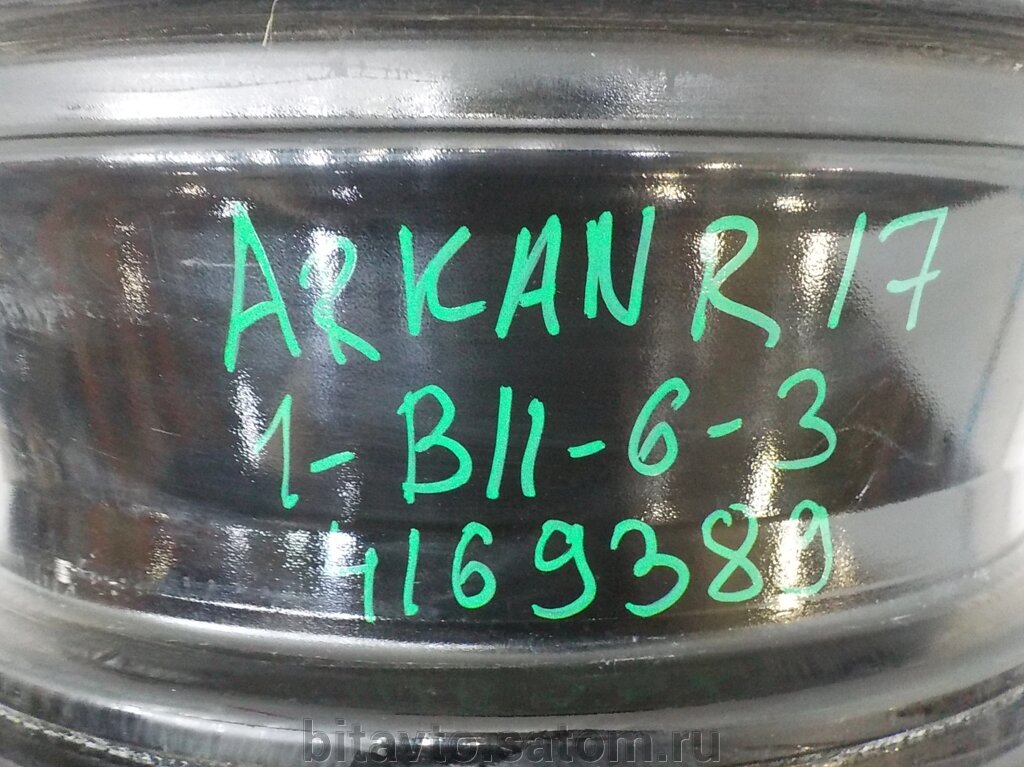 ARKAN R17
1-B11-6-3
4169389
bitavto.satom.ru